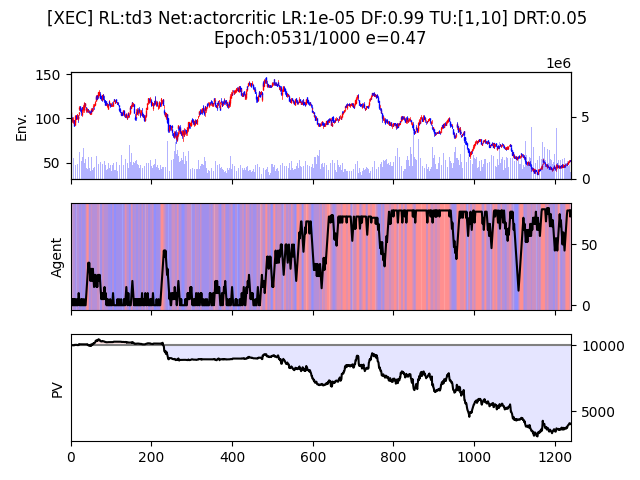 [XEC] RL:td3 Net:actorcritic LR:1e-05 DF:0.99 TU:[1,10] DRT:0.05
Epoch:0531/1000 e=0.47
1e6
150
100
50
Env.
5
0
Agent
50
0
PV
10000
5000
0 200 400 600 800 1000 1200